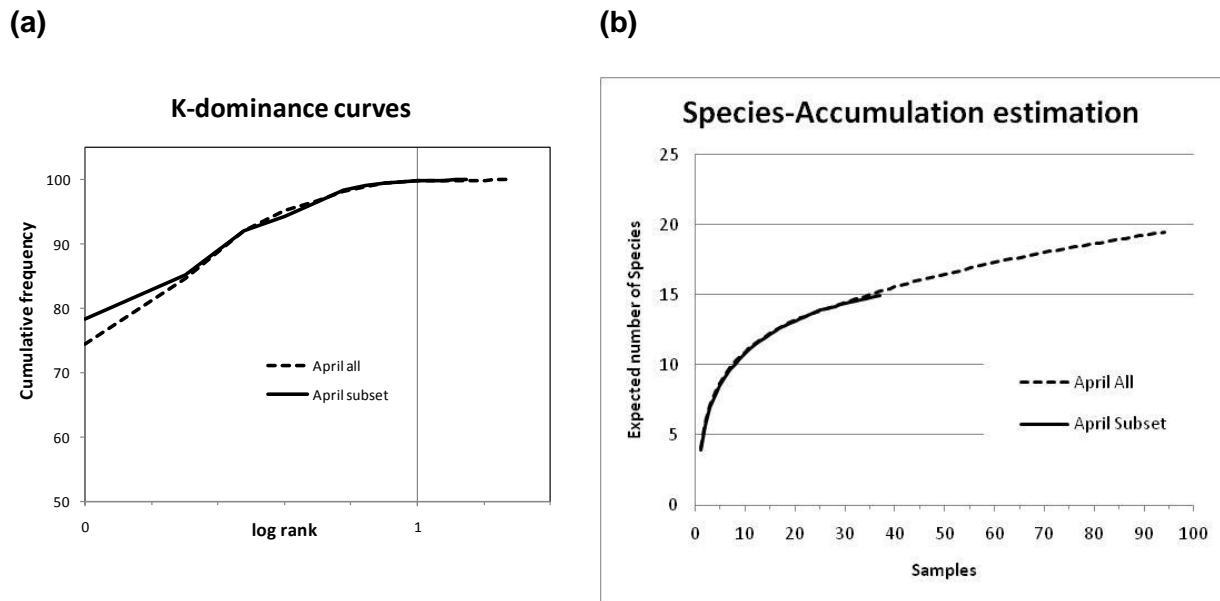 (a)
(b)
K-dominance curves
Cumulative frequency
100
90
80
70
60
50
April all
April subset
0
1
log rank
Species-Accumulation estimation
Expected number of Species
25
20
15
10
5
0
April All
April Subset
0 10 20 30 40 50 60 70 80 90 100
Samples